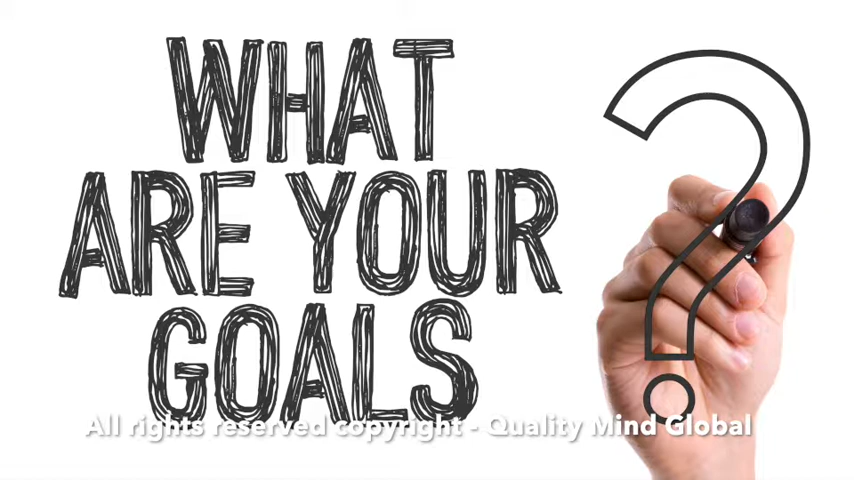 WHAT
ARE YOUR
GOALS ?
All rights reserved copyright - Quality Mind Global